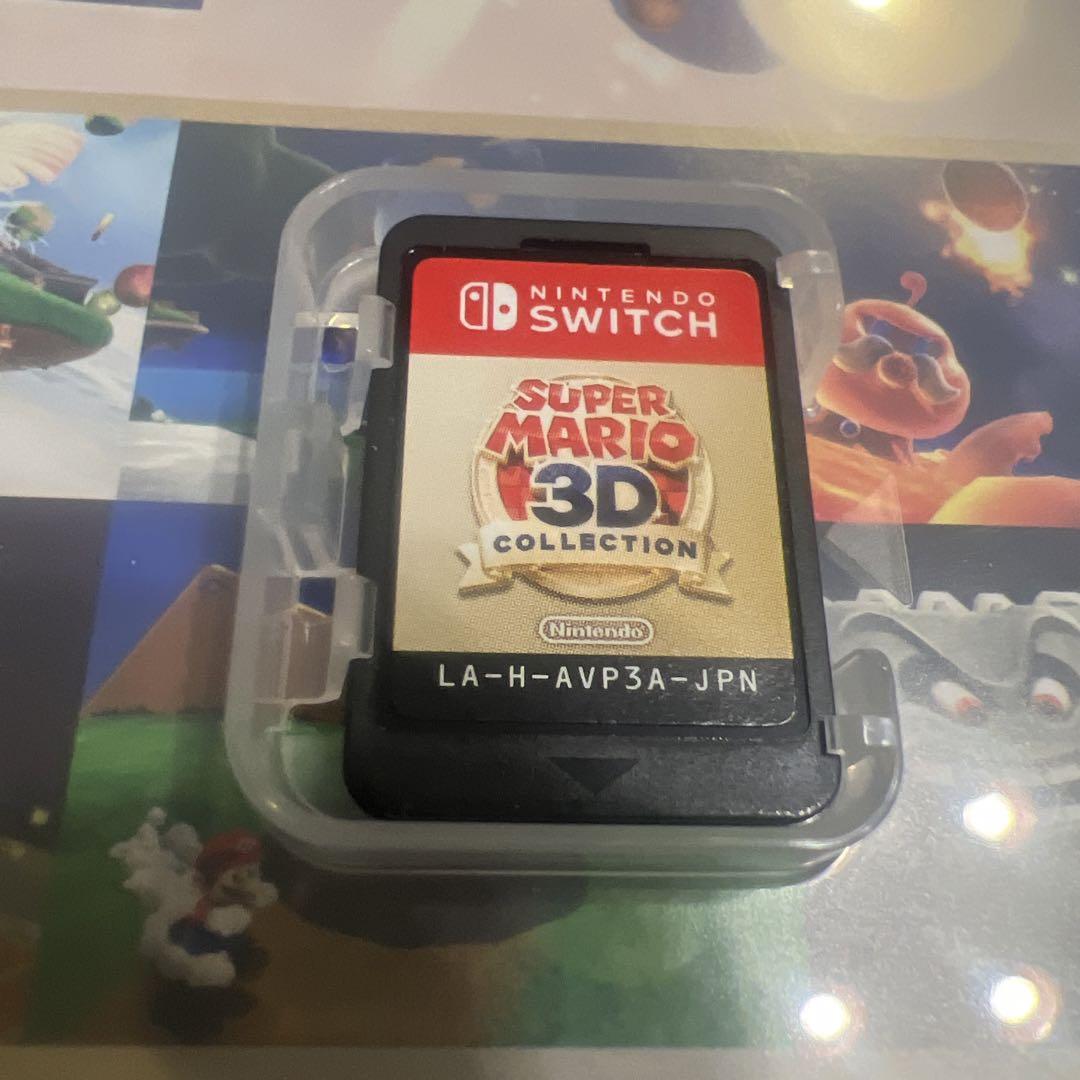 NINTENDO
SWITCH
SUPER
MARIO
3D
COLLECTION
Nintendo
LA-H-AVP3A-JPN